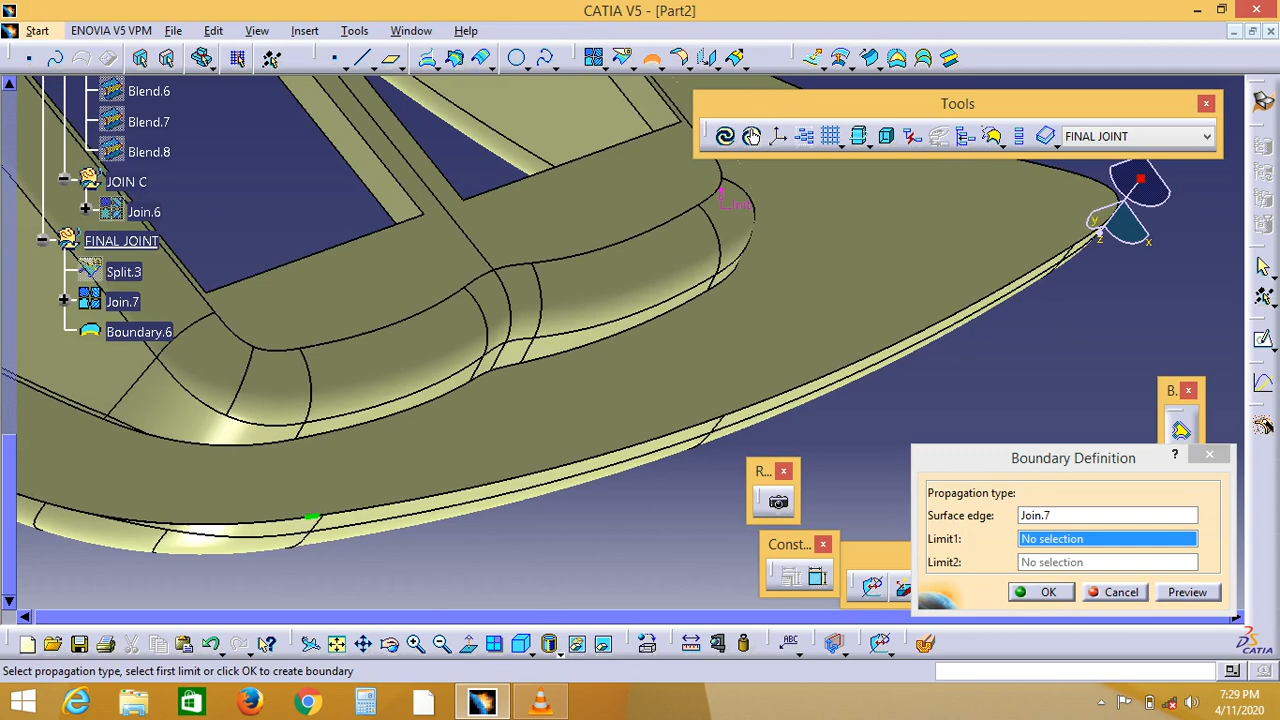 CATIA V5 - [Part2]
Start ENOVIA V5 VPM File Edit View Insert Tools Window Help
Blend.6
Blend.7
Blend.8
JOIN C
Join.6
FINAL JOINT
Split.3
Join.7
Boundary.6
Tools
FINAL JOINT
y
z
x
B.
Boundary Definition
?
Propagation type:
Surface edge: Join.7
Limit1: No selection
Limit2: No selection
OK Cancel Preview
R...
Const...
ABC
CATIA
Select propagation type, select first limit or click OK to create boundary
7:29 PM
4/11/2020